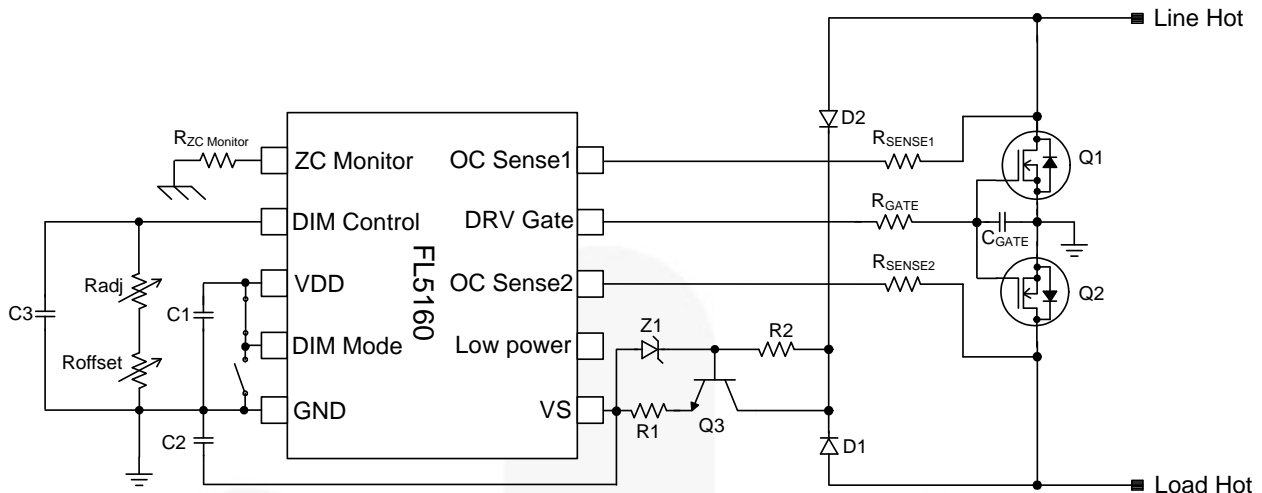 Line Hot
D2
R ZC Monitor
ZC Monitor
OC Sense1
RSENSE1
Q1
DIM Control
DRV Gate
RGATE
CGATE
FL5160
Radj
VDD
OC Sense2
RSENSE2
Q2
C3
C1
Z1
R2
DIM Mode
Low power
Roffset
GND
VS
R1
Q3
C2
D1
Load Hot